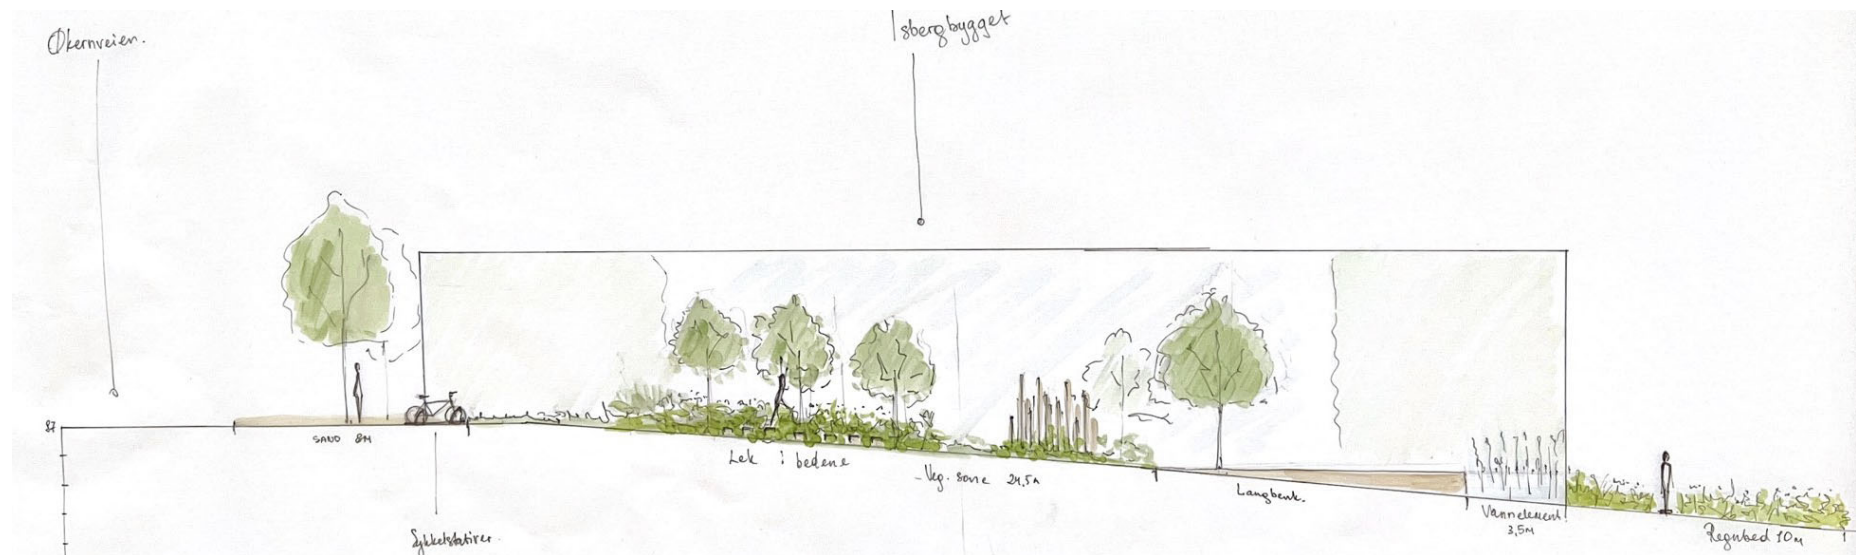 Økernveien.
Isbergbygget
87
SAND 8M
Lek i bedene
Veg. sone 24,5m
Langbenk.
Vannelement
3,5m
Regnbed 10m
Sykkelstativer.